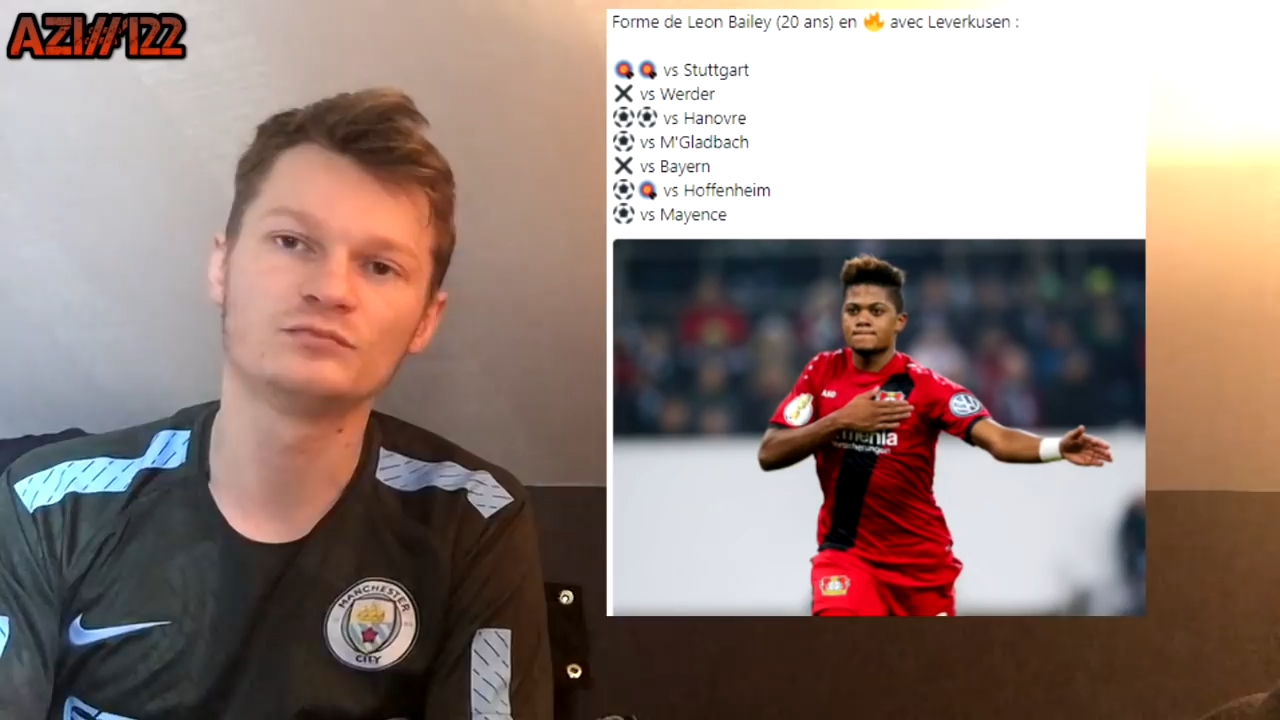 AZI//122
Forme de Leon Bailey (20 ans) en 🔥 avec Leverkusen :
vs Stuttgart
❌ vs Werder
⚽⚽ vs Hanovre
⚽ vs M'Gladbach
❌ vs Bayern
⚽ vs Hoffenheim
⚽ vs Mayence
MANCHESTER
CITY